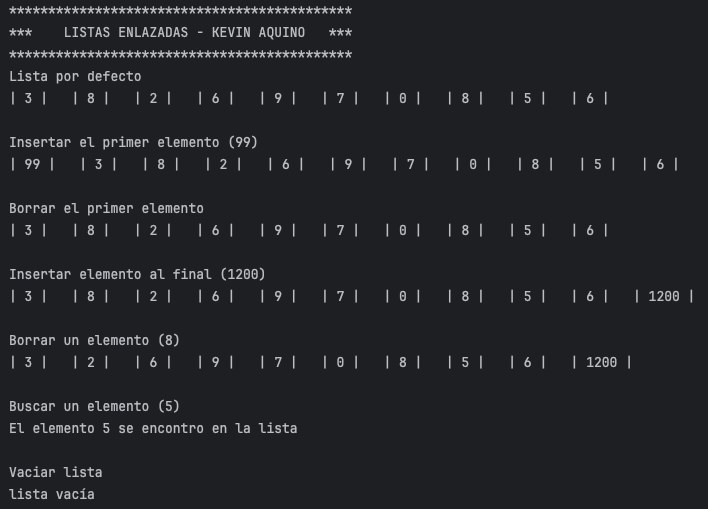 ********************************************
***    LISTAS ENLAZADAS - KEVIN AQUINO   ***
********************************************
Lista por defecto
| 3 |   | 8 |   | 2 |   | 6 |   | 9 |   | 7 |   | 0 |   | 8 |   | 5 |   | 6 |
Insertar el primer elemento (99)
| 99 |   | 3 |   | 8 |   | 2 |   | 6 |   | 9 |   | 7 |   | 0 |   | 8 |   | 5 |   | 6 |
Borrar el primer elemento
| 3 |   | 8 |   | 2 |   | 6 |   | 9 |   | 7 |   | 0 |   | 8 |   | 5 |   | 6 |
Insertar elemento al final (1200)
| 3 |   | 8 |   | 2 |   | 6 |   | 9 |   | 7 |   | 0 |   | 8 |   | 5 |   | 6 |   | 1200 |
Borrar un elemento (8)
| 3 |   | 2 |   | 6 |   | 9 |   | 7 |   | 0 |   | 8 |   | 5 |   | 6 |   | 1200 |
Buscar un elemento (5)
El elemento 5 se encontro en la lista
Vaciar lista
lista vacía